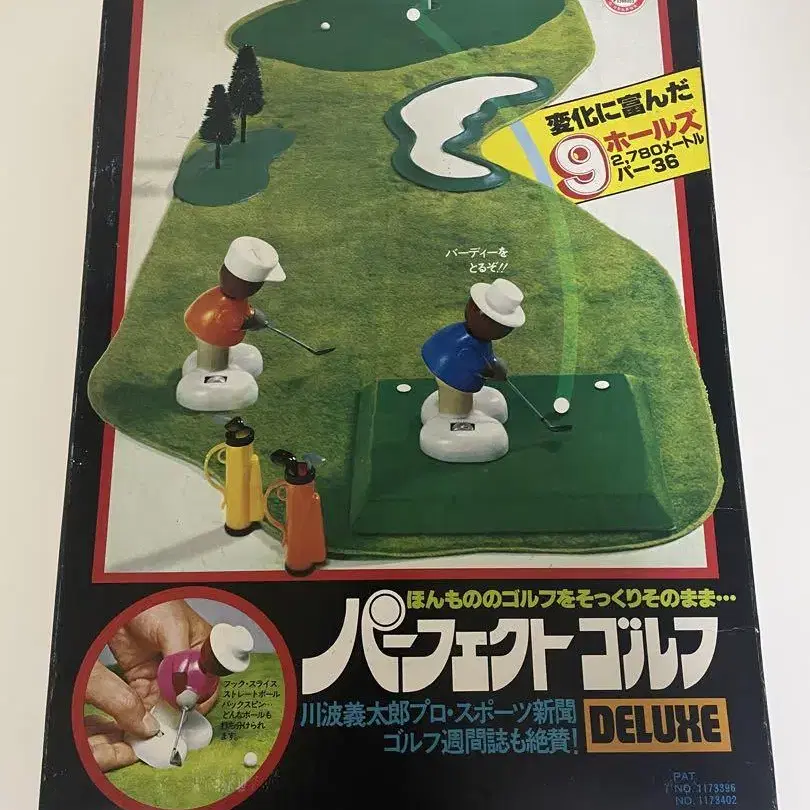 変化に富んだ
9ホールズ
2,780メートル
パー36
バーディーを
とるぞ!!
ほんもののゴルフをそっくりそのまま…
パーフェクトゴルフ
フック・スライス
ストレートボール
バックスピン…
どんなボールも
打ち分けられ
ます。
川波義太郎プロ・スポーツ新聞
ゴルフ週間誌も絶賛!
DELUXE
PAT.
NO.1173396
NO.1173402